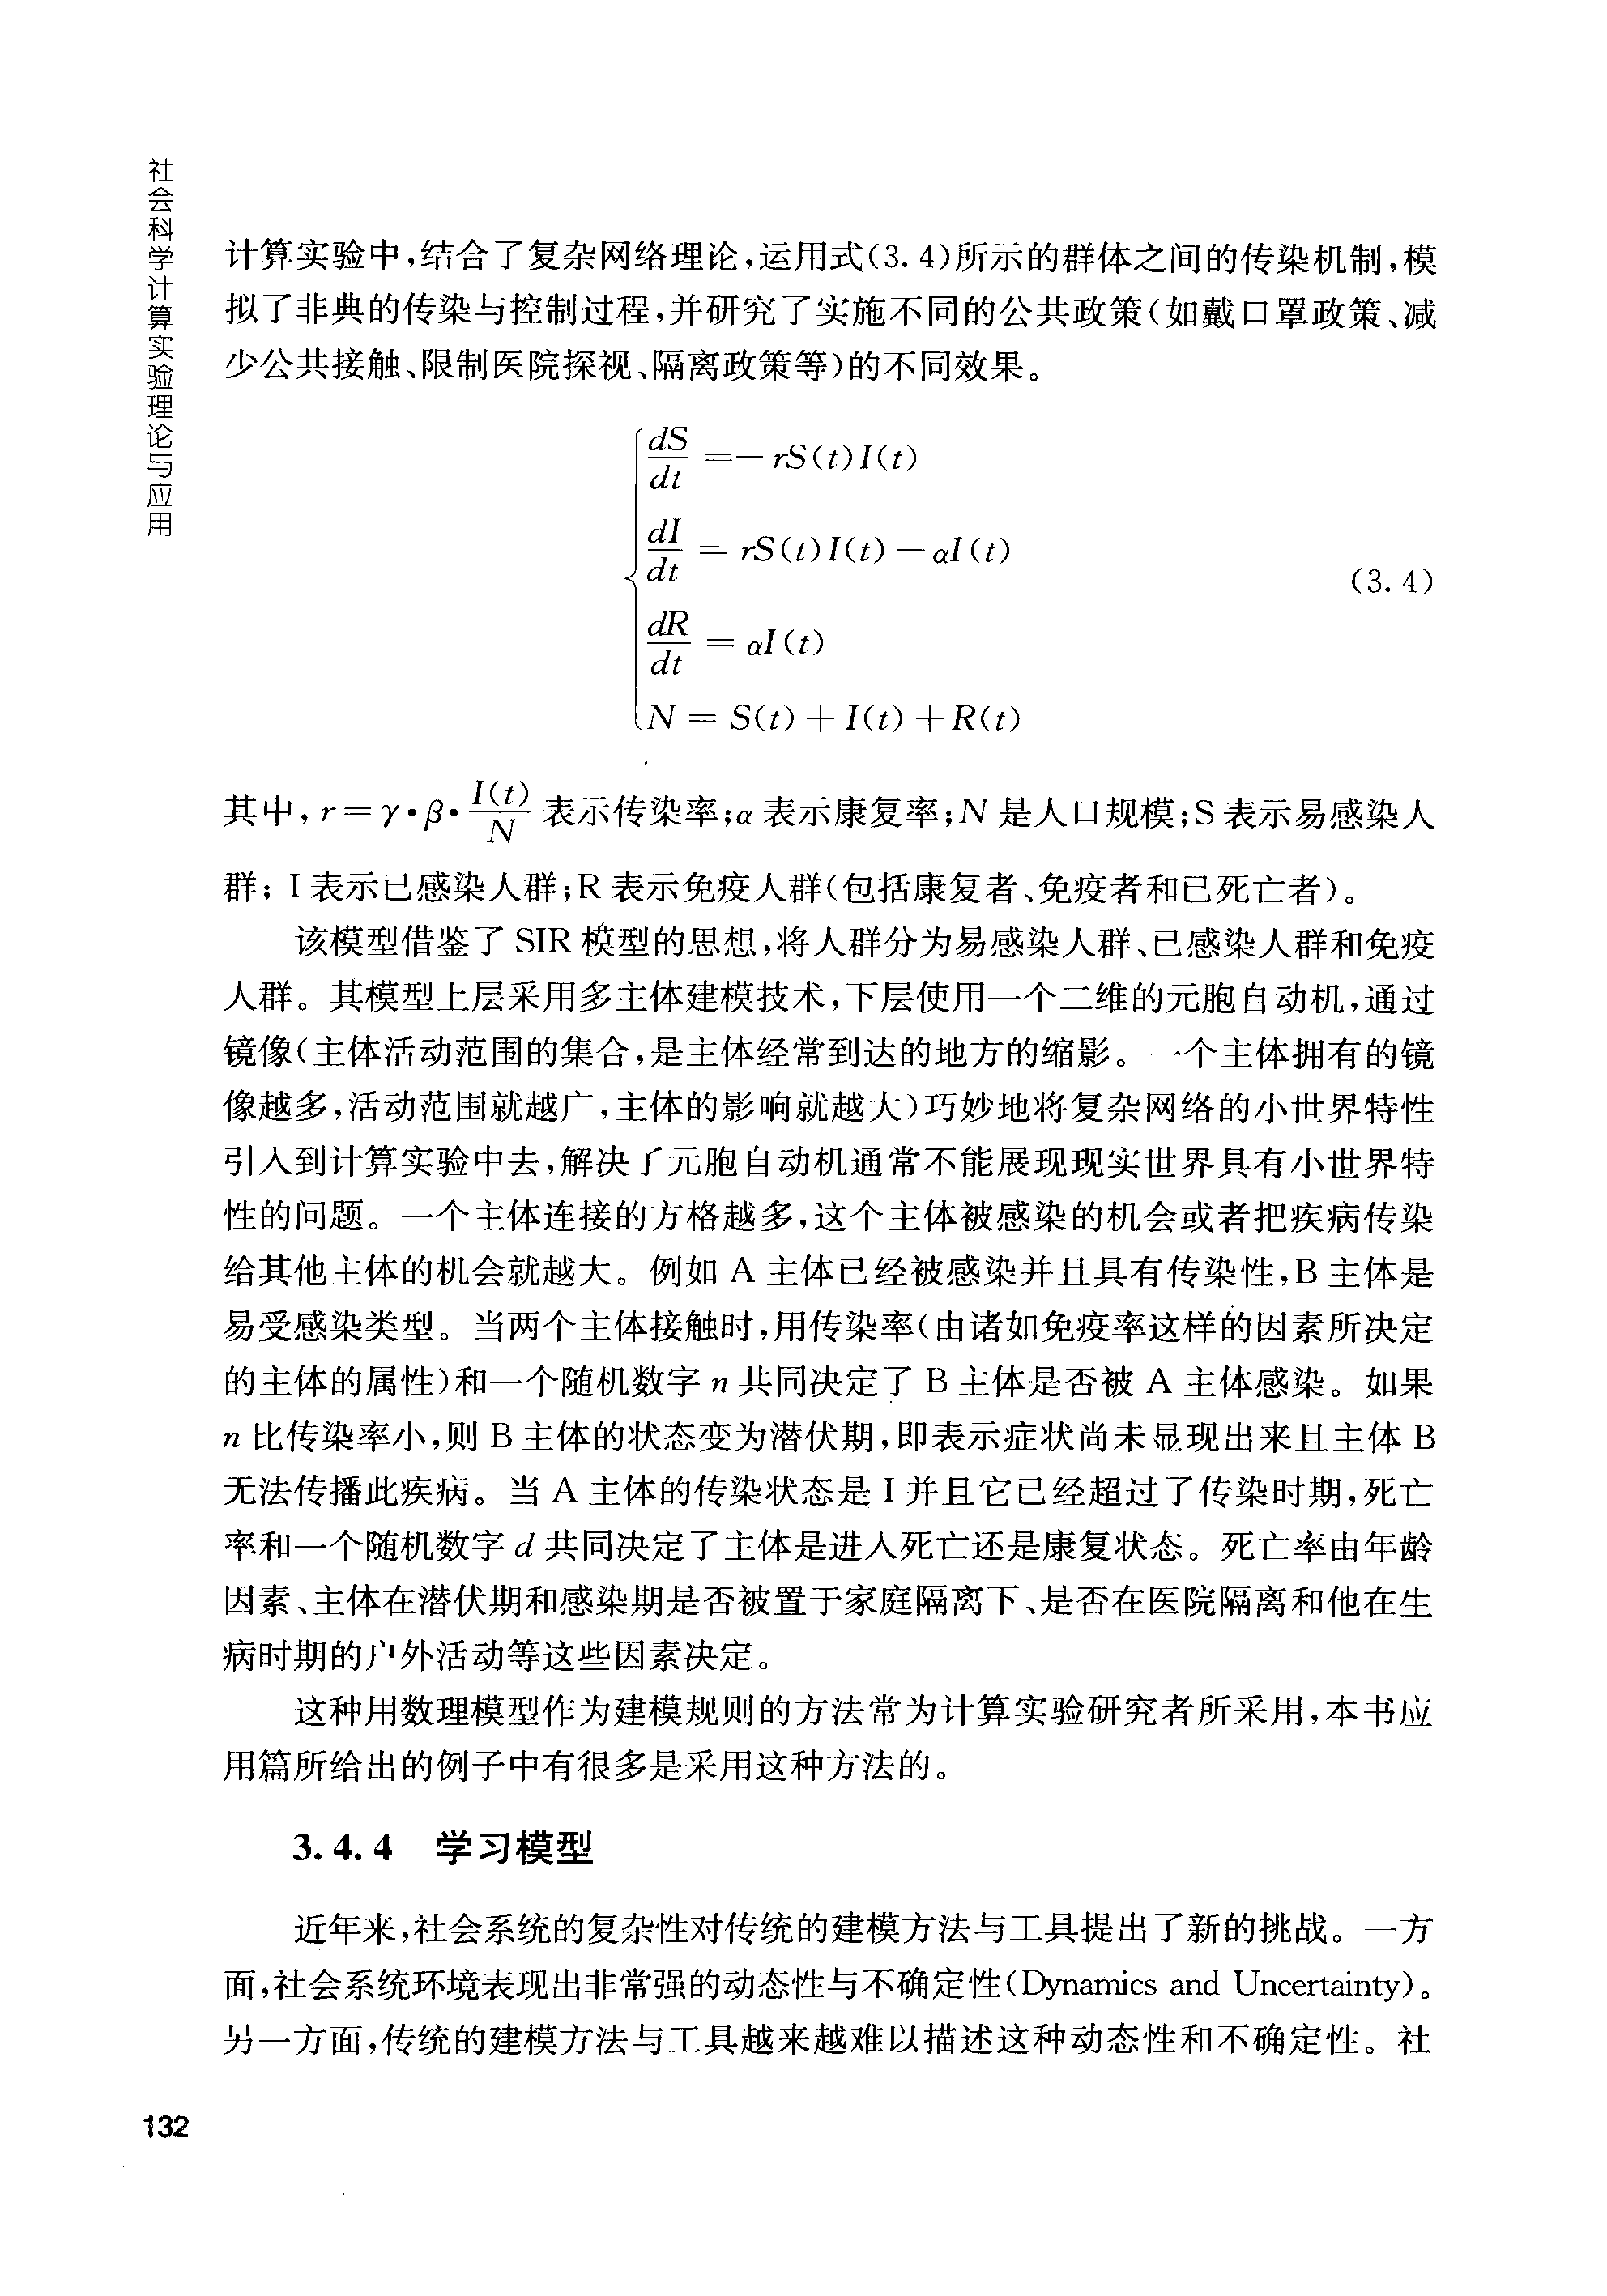 社会科学计算实验理论与应用
计算实验中,结合了复杂网络理论,运用式(3.4)所示的群体之间的传染机制,模
拟了非典的传染与控制过程,并研究了实施不同的公共政策(如戴口罩政策、减
少公共接触、限制医院探视、隔离政策等)的不同效果。
dS/dt =- rS(t)I(t)
dI/dt = rS(t)I(t) - αI(t)
(3.4)
dR/dt = αI(t)
N = S(t) + I(t) + R(t)
其中, r = γ·β· I(t)/N 表示传染率;α 表示康复率;N 是人口规模;S 表示易感染人
群; I 表示已感染人群;R 表示免疫人群(包括康复者、免疫者和已死亡者)。
该模型借鉴了 SIR 模型的思想,将人群分为易感染人群、已感染人群和免疫
人群。其模型上层采用多主体建模技术,下层使用一个二维的元胞自动机,通过
镜像(主体活动范围的集合,是主体经常到达的地方的缩影。一个主体拥有的镜
像越多,活动范围就越广,主体的影响就越大)巧妙地将复杂网络的小世界特性
引入到计算实验中去,解决了元胞自动机通常不能展现现实世界具有小世界特
性的问题。一个主体连接的方格越多,这个主体被感染的机会或者把疾病传染
给其他主体的机会就越大。例如 A 主体已经被感染并且具有传染性,B 主体是
易受感染类型。当两个主体接触时,用传染率(由诸如免疫率这样的因素所决定
的主体的属性)和一个随机数字 n 共同决定了 B 主体是否被 A 主体感染。如果
n 比传染率小,则 B 主体的状态变为潜伏期,即表示症状尚未显现出来且主体 B
无法传播此疾病。当 A 主体的传染状态是 I 并且它已经超过了传染时期,死亡
率和一个随机数字 d 共同决定了主体是进入死亡还是康复状态。死亡率由年龄
因素、主体在潜伏期和感染期是否被置于家庭隔离下、是否在医院隔离和他在生
病时期的户外活动等这些因素决定。
这种用数理模型作为建模规则的方法常为计算实验研究者所采用,本书应
用篇所给出的例子中有很多是采用这种方法的。
3.4.4 学习模型
近年来,社会系统的复杂性对传统的建模方法与工具提出了新的挑战。一方
面,社会系统环境表现出非常强的动态性与不确定性(Dynamics and Uncertainty)。
另一方面,传统的建模方法与工具越来越难以描述这种动态性和不确定性。社
132